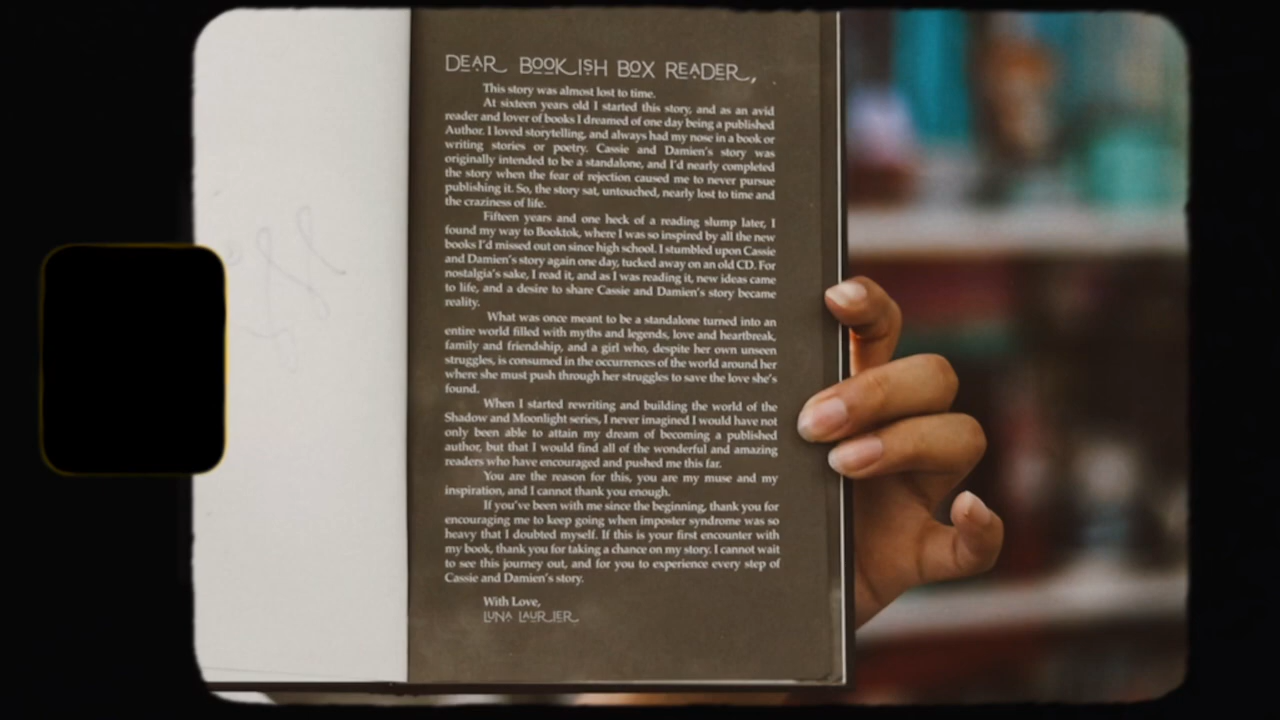 DEAR BOOKISH BOX READER,
This story was almost lost to time.
At sixteen years old I started this story, and as an avid
reader and lover of books I dreamed of one day being a published
Author. I loved storytelling, and always had my nose in a book or
writing stories or poetry. Cassie and Damien's story was
originally intended to be a standalone, and I'd nearly completed
the story when the fear of rejection caused me to never pursue
publishing it. So, the story sat, untouched, nearly lost to time and
the craziness of life.
Fifteen years and one heck of a reading slump later, I
found my way to Booktok, where I was so inspired by all the new
books I'd missed out on since high school. I stumbled upon Cassie
and Damien's story again one day, tucked away on an old CD. For
nostalgia's sake, I read it, and as I was reading it, new ideas came
to life, and a desire to share Cassie and Damien's story became
reality.
What was once meant to be a standalone turned into an
entire world filled with myths and legends, love and heartbreak,
family and friendship, and a girl who, despite her own unseen
struggles, is consumed in the occurrences of the world around her
where she must push through her struggles to save the love she's
found.
When I started rewriting and building the world of the
Shadow and Moonlight series, I never imagined I would have not
only been able to attain my dream of becoming a published
author, but that I would find all of the wonderful and amazing
readers who have encouraged and pushed me this far.
You are the reason for this, you are my muse and my
inspiration, and I cannot thank you enough.
If you've been with me since the beginning, thank you for
encouraging me to keep going when imposter syndrome was so
heavy that I doubted myself. If this is your first encounter with
my book, thank you for taking a chance on my story. I cannot wait
to see this journey out, and for you to experience every step of
Cassie and Damien's story.
With Love,
LUNA LAURIER